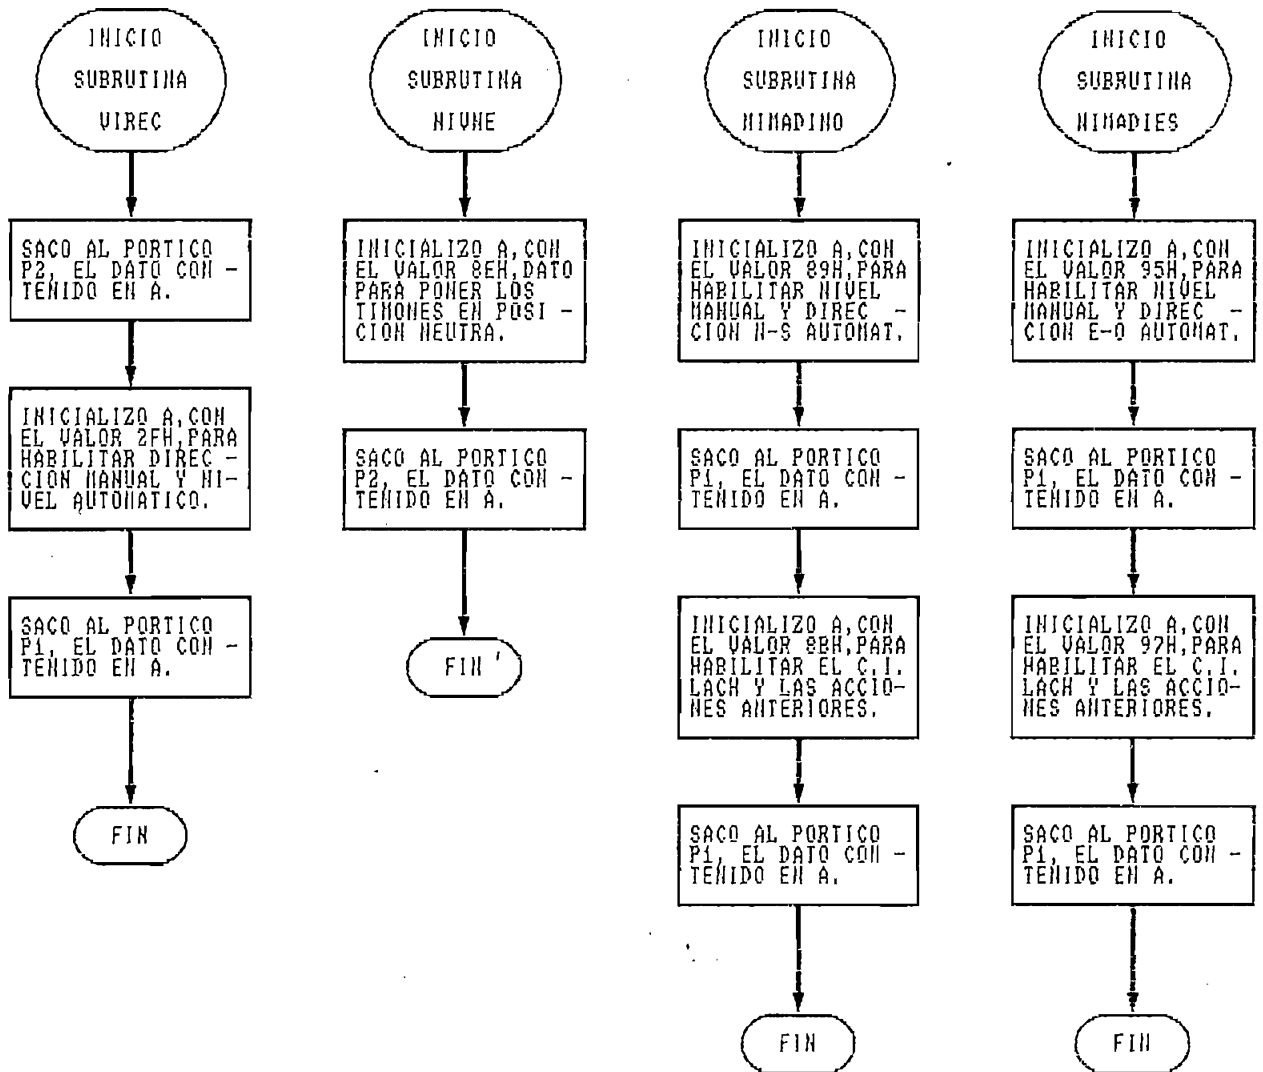 INICIO
SUBRUTINA
VIREC
SACO AL PORTICO
P2, EL DATO CON -
TENIDO EN A.
INICIALIZO A,CON
EL VALOR 2FH,PARA
HABILITAR DIREC -
CION MANUAL Y NI-
VEL AUTOMATICO.
SACO AL PORTICO
P1, EL DATO CON -
TENIDO EN A.
FIN
INICIO
SUBRUTINA
NIVNE
INICIALIZO A,CON
EL VALOR 8EH,DATO
PARA PONER LOS
TIMONES EN POSI -
CION NEUTRA.
SACO AL PORTICO
P2, EL DATO CON -
TENIDO EN A.
FIN
INICIO
SUBRUTINA
NIMADINO
INICIALIZO A,CON
EL VALOR 89H,PARA
HABILITAR NIVEL
MANUAL Y DIREC -
CION N-S AUTOMAT.
SACO AL PORTICO
P1, EL DATO CON -
TENIDO EN A.
INICIALIZO A,CON
EL VALOR 8BH,PARA
HABILITAR EL C.I.
LACH Y LAS ACCIO-
NES ANTERIORES.
SACO AL PORTICO
P1, EL DATO CON -
TENIDO EN A.
FIN
INICIO
SUBRUTINA
NIMADIES
INICIALIZO A,CON
EL VALOR 95H,PARA
HABILITAR NIVEL
MANUAL Y DIREC -
CION E-O AUTOMAT.
SACO AL PORTICO
P1, EL DATO CON -
TENIDO EN A.
INICIALIZO A,CON
EL VALOR 97H,PARA
HABILITAR EL C.I.
LACH Y LAS ACCIO-
NES ANTERIORES.
SACO AL PORTICO
P1, EL DATO CON -
TENIDO EN A.
FIN